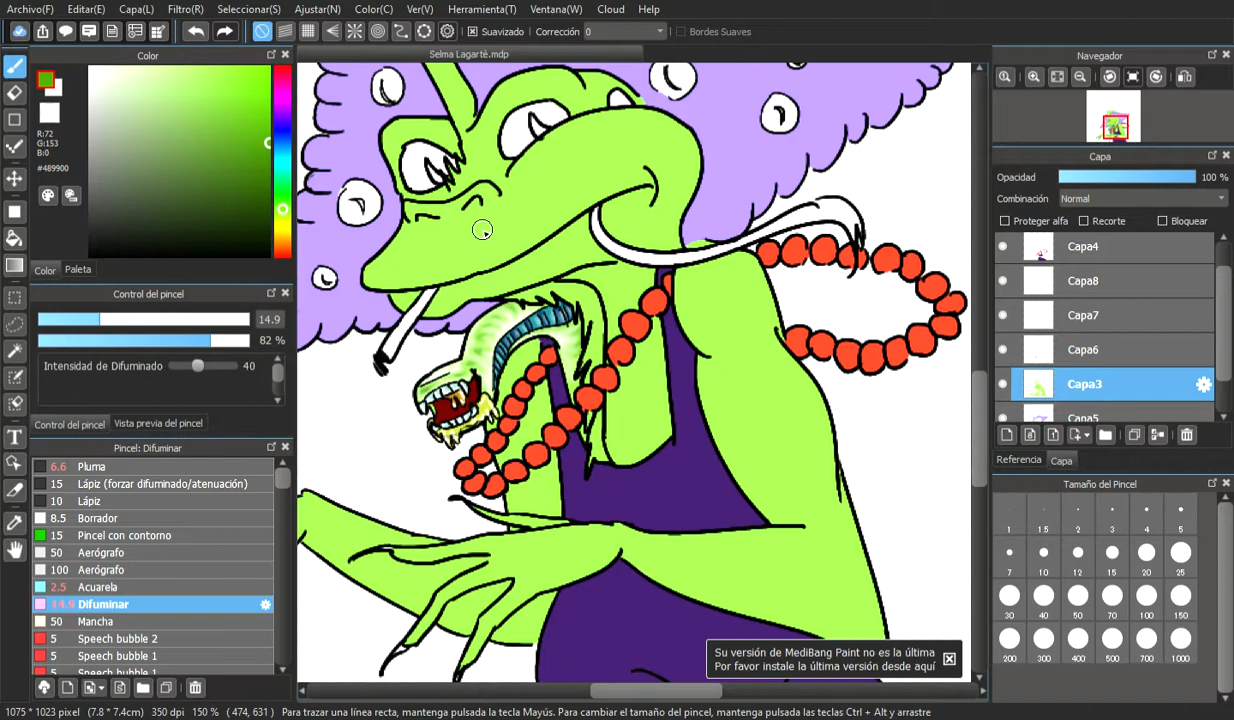 Archivo(F) Editar(E) Capa(L) Filtro(R) Seleccionar(S) Ajustar(N) Color(C) Ver(V) Herramienta(T) Ventana(W) Cloud Help
Suavizado Corrección 0 Bordes Suaves
Color
Selma Lagarté.mdp
Navegador
R:72
G:153
B:0
#489900
Color Paleta
Control del pincel
14.9
82 %
Intensidad de Difuminado 40
Control del pincel Vista previa del pincel
Pincel: Difuminar
6.6 Pluma
15 Lápiz (forzar difuminado/atenuación)
10 Lápiz
8.5 Borrador
15 Pincel con contorno
50 Aerógrafo
100 Aerógrafo
2.5 Acuarela
14.9 Difuminar
50 Mancha
5 Speech bubble 2
5 Speech bubble 1
5 Speech bubble 1
Capa
Opacidad 100 %
Combinación Normal
Proteger alfa Recorte Bloquear
Capa4
Capa8
Capa7
Capa6
Capa3
Capa5
Referencia Capa
Tamaño del Pincel
1 1.5 2 3 4 5
7 10 12 15 20 25
30 40 50 70 100 150
200 300 400 500 700 1000
Su versión de MediBang Paint no es la última
Por favor instale la última versión desde aquí
1075 * 1023 pixel (7.8 * 7.4cm) 350 dpi 150 % ( 474, 631 ) Para trazar una línea recta, mantenga pulsada la tecla Mayús. Para cambiar el tamaño del pincel, mantenga pulsadas las teclas Ctrl + Alt y arrastre